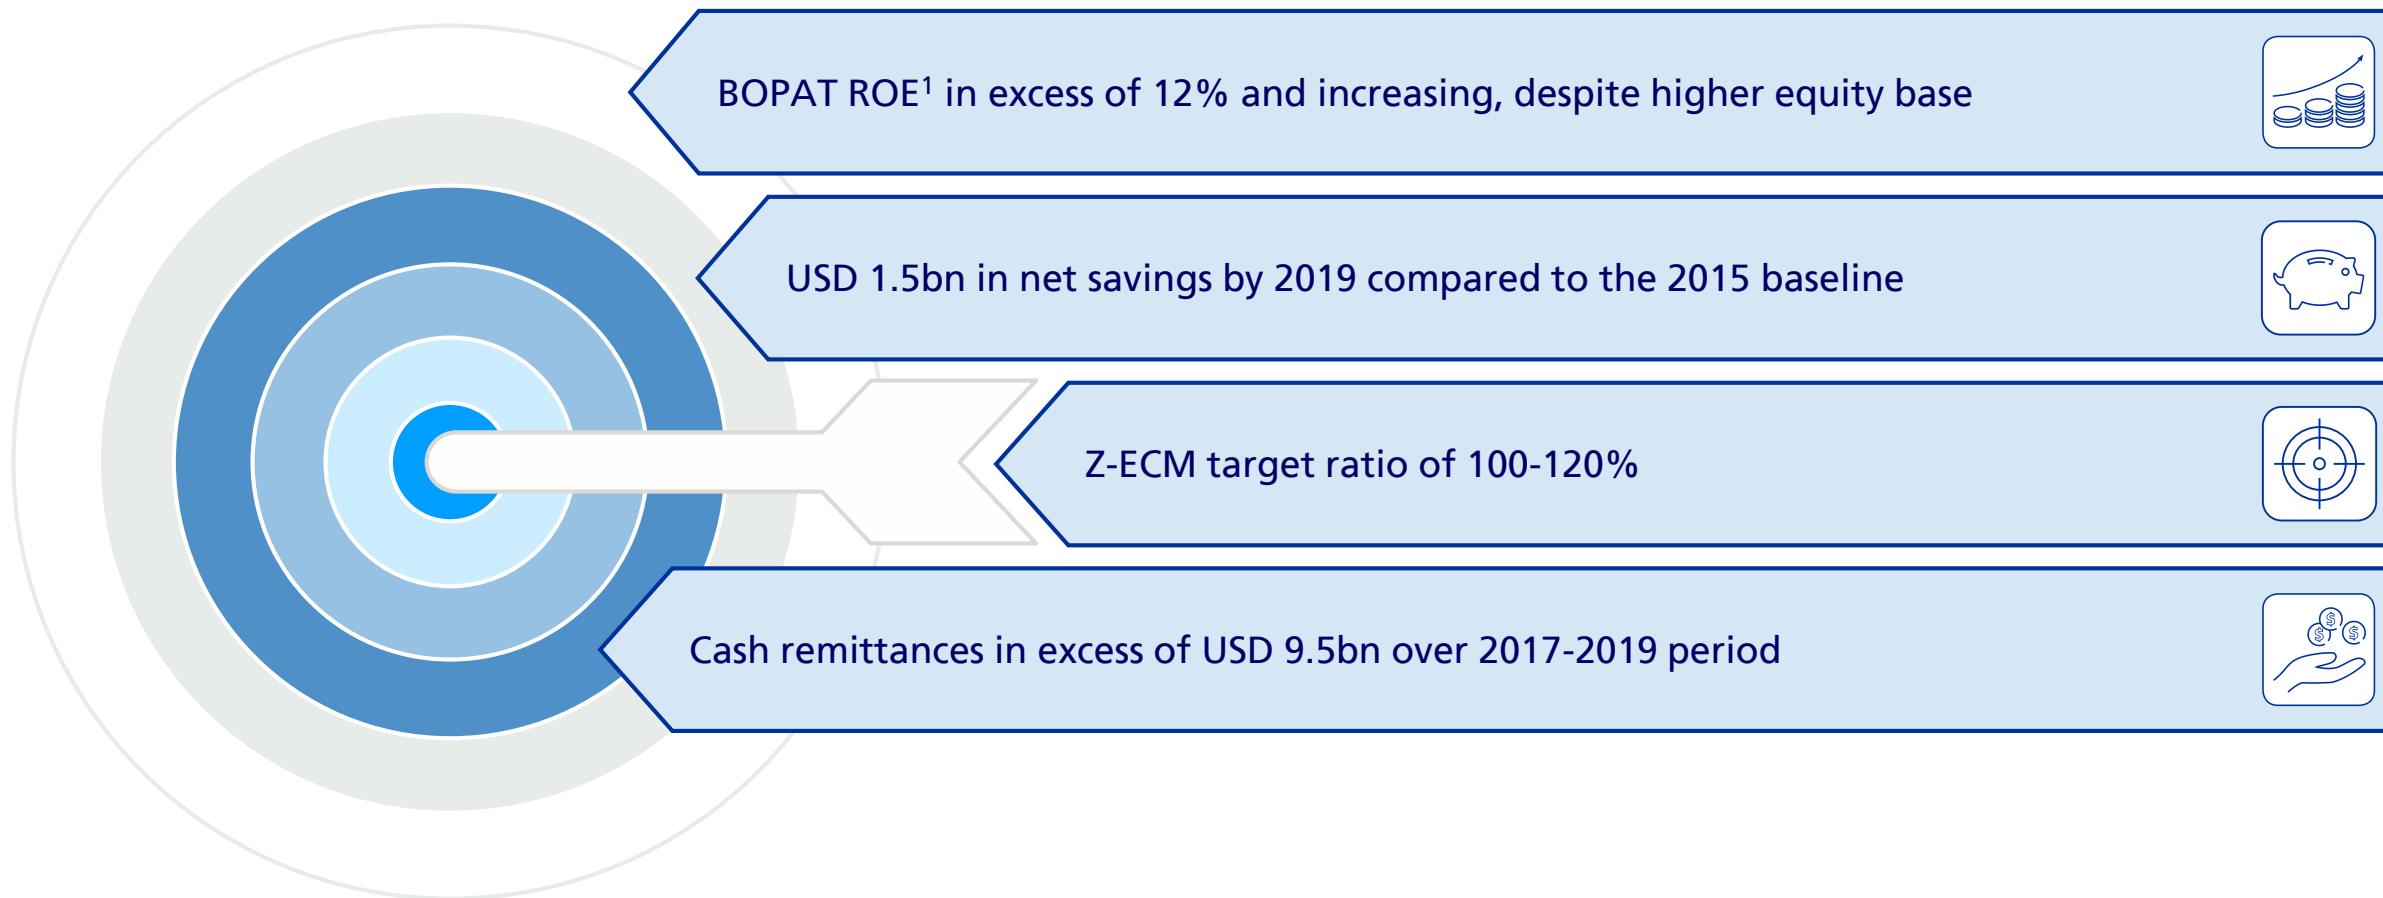 BOPAT ROE¹ in excess of 12% and increasing, despite higher equity base
USD 1.5bn in net savings by 2019 compared to the 2015 baseline
Z-ECM target ratio of 100-120%
Cash remittances in excess of USD 9.5bn over 2017-2019 period
$ $ $